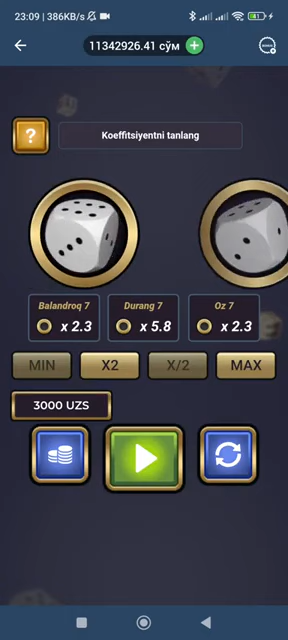 23:09 | 386KB/s
11342926.41 сўм
?
Koeffitsiyentni tanlang
Balandroq 7 Durang 7 Oz 7
x 2.3 x 5.8 x 2.3
MIN X2 X/2 MAX
3000 UZS